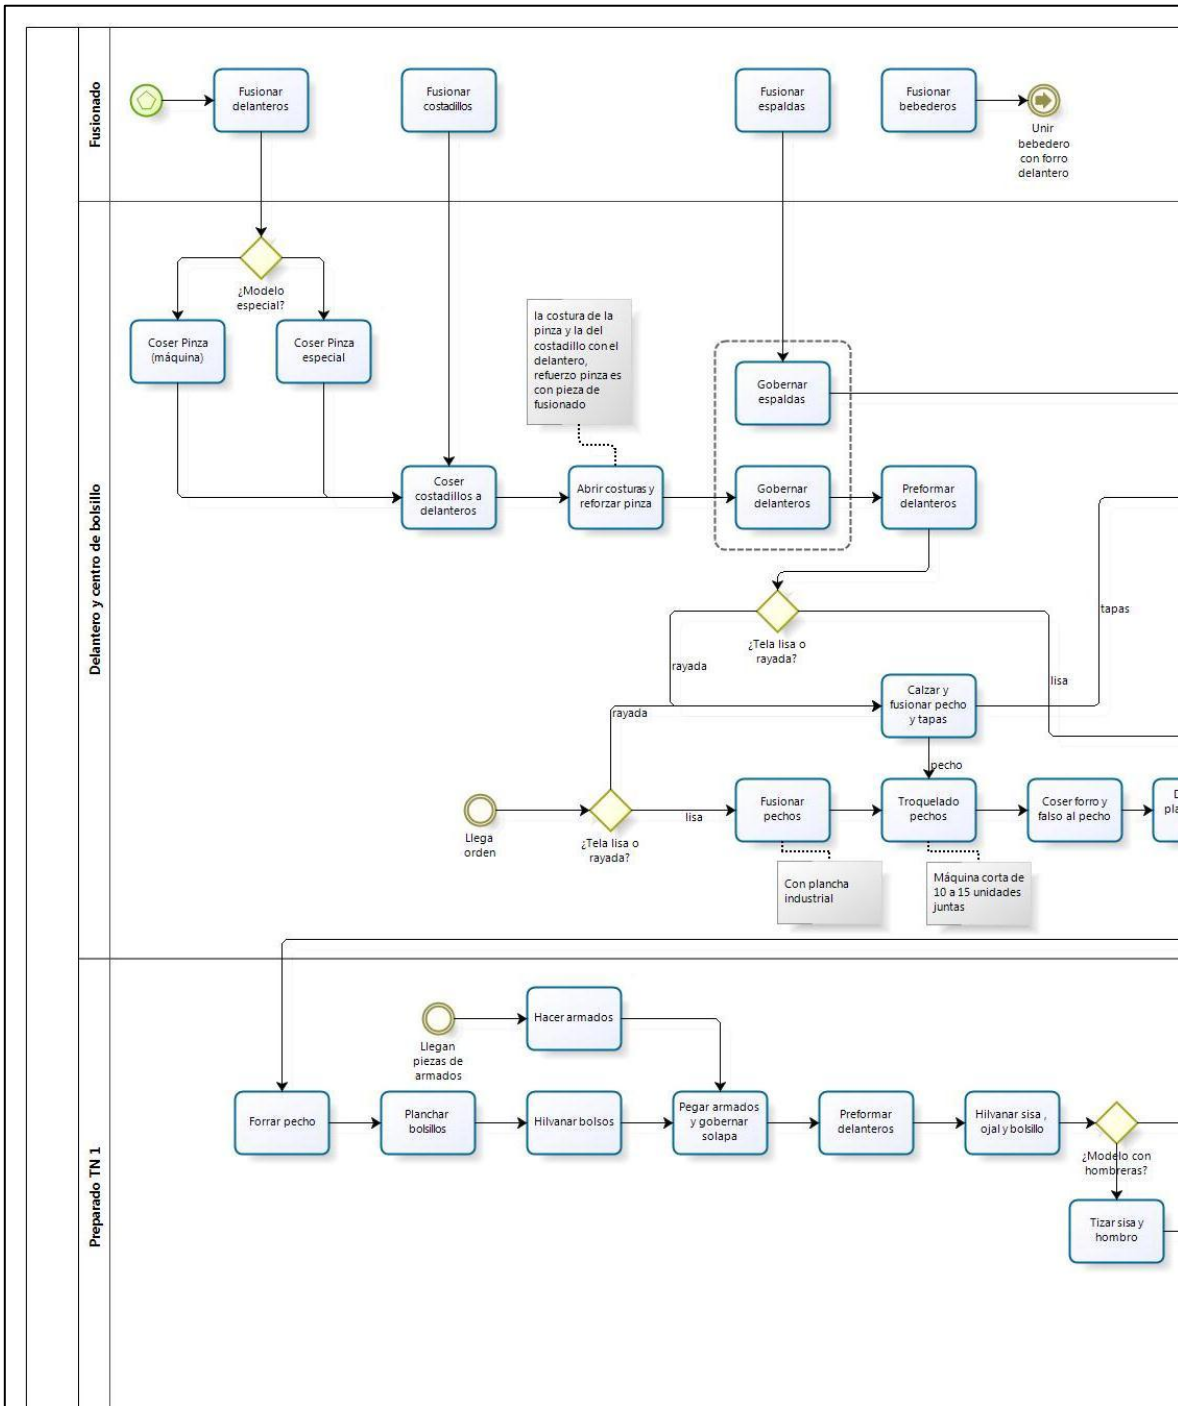 Fusionado
Fusionar
delanteros
Fusionar
costadillos
Fusionar
espaldas
Fusionar
bebederos
Unir
bebedero
con forro
delantero
Delantero y centro de bolsillo
¿Modelo
especial?
Coser Pinza
(máquina)
Coser Pinza
especial
la costura de la
pinza y la del
costadillo con el
delantero,
refuerzo pinza es
con pieza de
fusionado
Gobernar
espaldas
Coser
costadillos a
delanteros
Abrir costuras y
reforzar pinza
Gobernar
delanteros
Preformar
delanteros
¿Tela lisa o
rayada?
rayada
lisa
tapas
Calzar y
fusionar pecho
y tapas
rayada
pecho
Llega
orden
¿Tela lisa o
rayada?
lisa
Fusionar
pechos
Troquelado
pechos
Coser forro y
falso al pecho
D
pla
Con plancha
industrial
Máquina corta de
10 a 15 unidades
juntas
Preparado TN 1
Llegan
piezas de
armados
Hacer armados
Forrar pecho
Planchar
bolsillos
Hilvanar bolsos
Pegar armados
y gobernar
solapa
Preformar
delanteros
Hilvanar sisa ,
ojal y bolsillo
¿Modelo con
hombreras?
Tizar sisa y
hombro